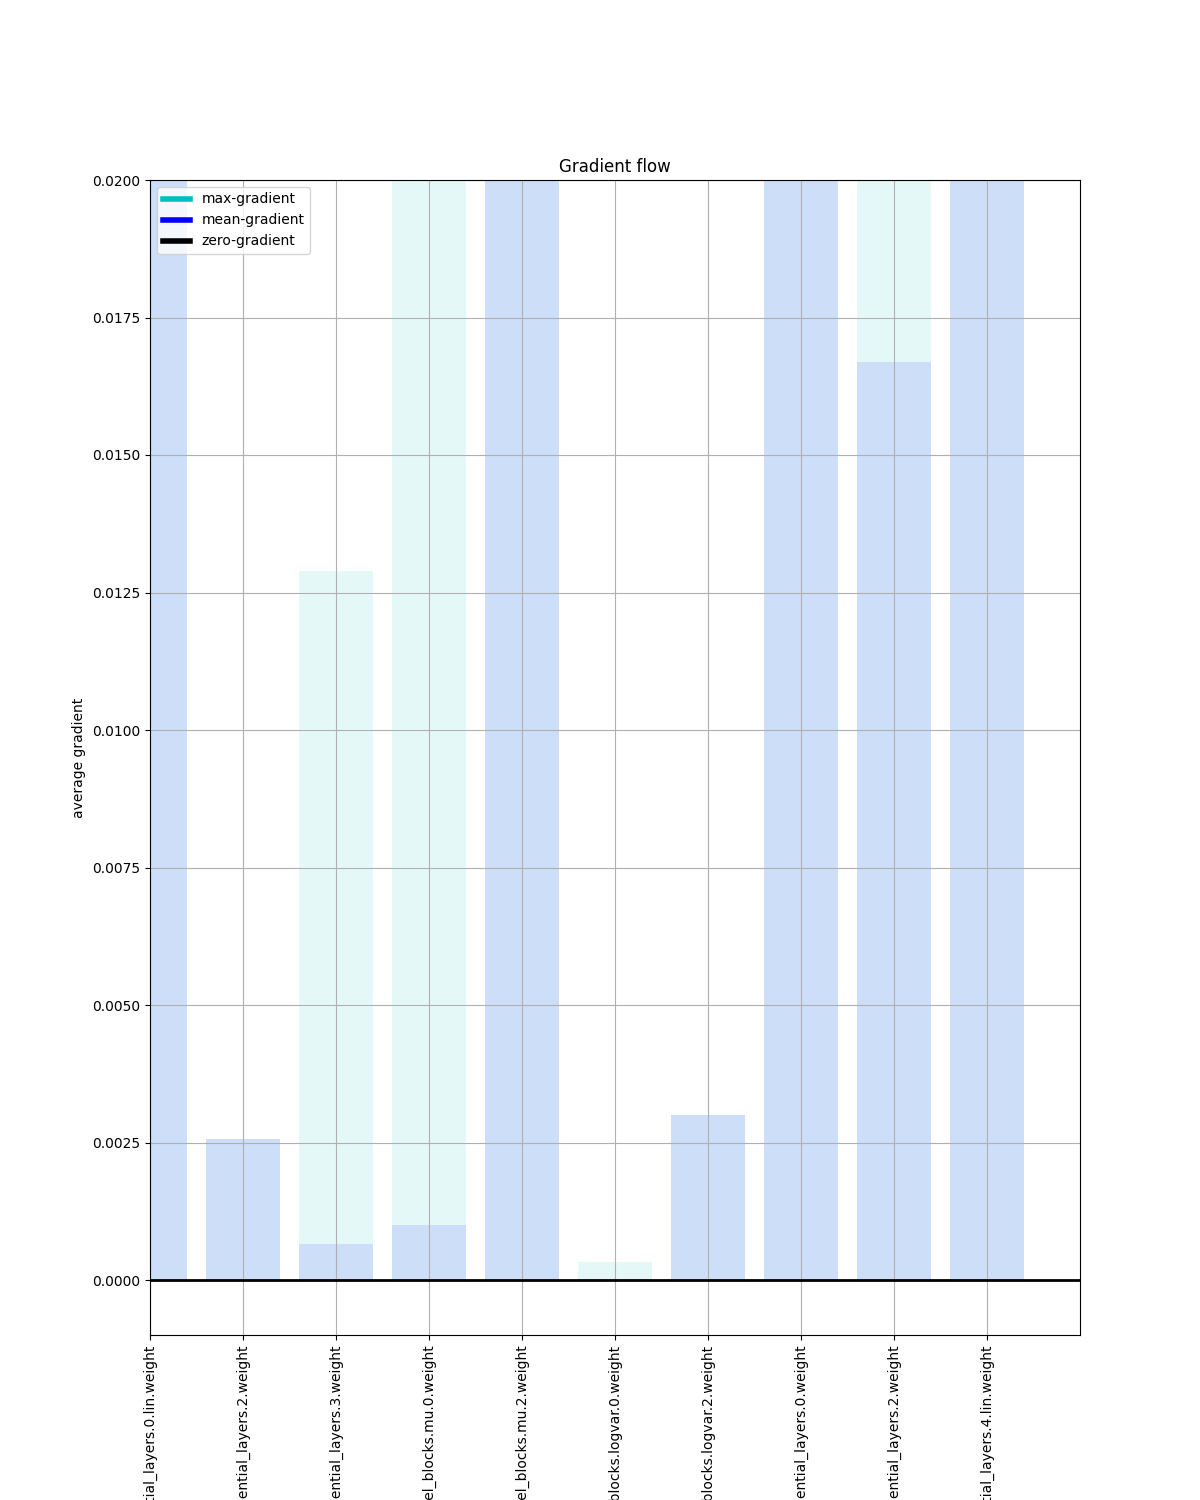 Gradient flow
max-gradient
mean-gradient
zero-gradient
0.0200
0.0175
0.0150
0.0125
0.0100
0.0075
0.0050
0.0025
0.0000
average gradient
tial_layers.0.lin.weight
ential_layers.2.weight
ential_layers.3.weight
el_blocks.mu.0.weight
el_blocks.mu.2.weight
blocks.logvar.0.weight
blocks.logvar.2.weight
ential_layers.0.weight
ential_layers.2.weight
tial_layers.4.lin.weight